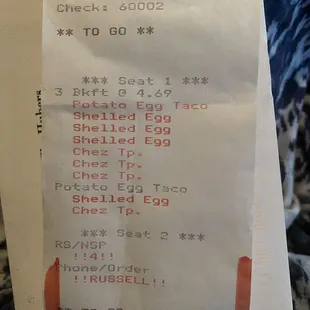 Check: 60002
** TO GO **
*** Seat 1 ***
3 Bkft @ 4.69
Potato Egg Taco
Shelled Egg
Shelled Egg
Shelled Egg
Chez Tp.
Chez Tp.
Chez Tp.
Potato Egg Taco
Shelled Egg
Chez Tp.
*** Seat 2 ***
RS/NSF
!!4!!
Phone/Order
!!RUSSELL!!